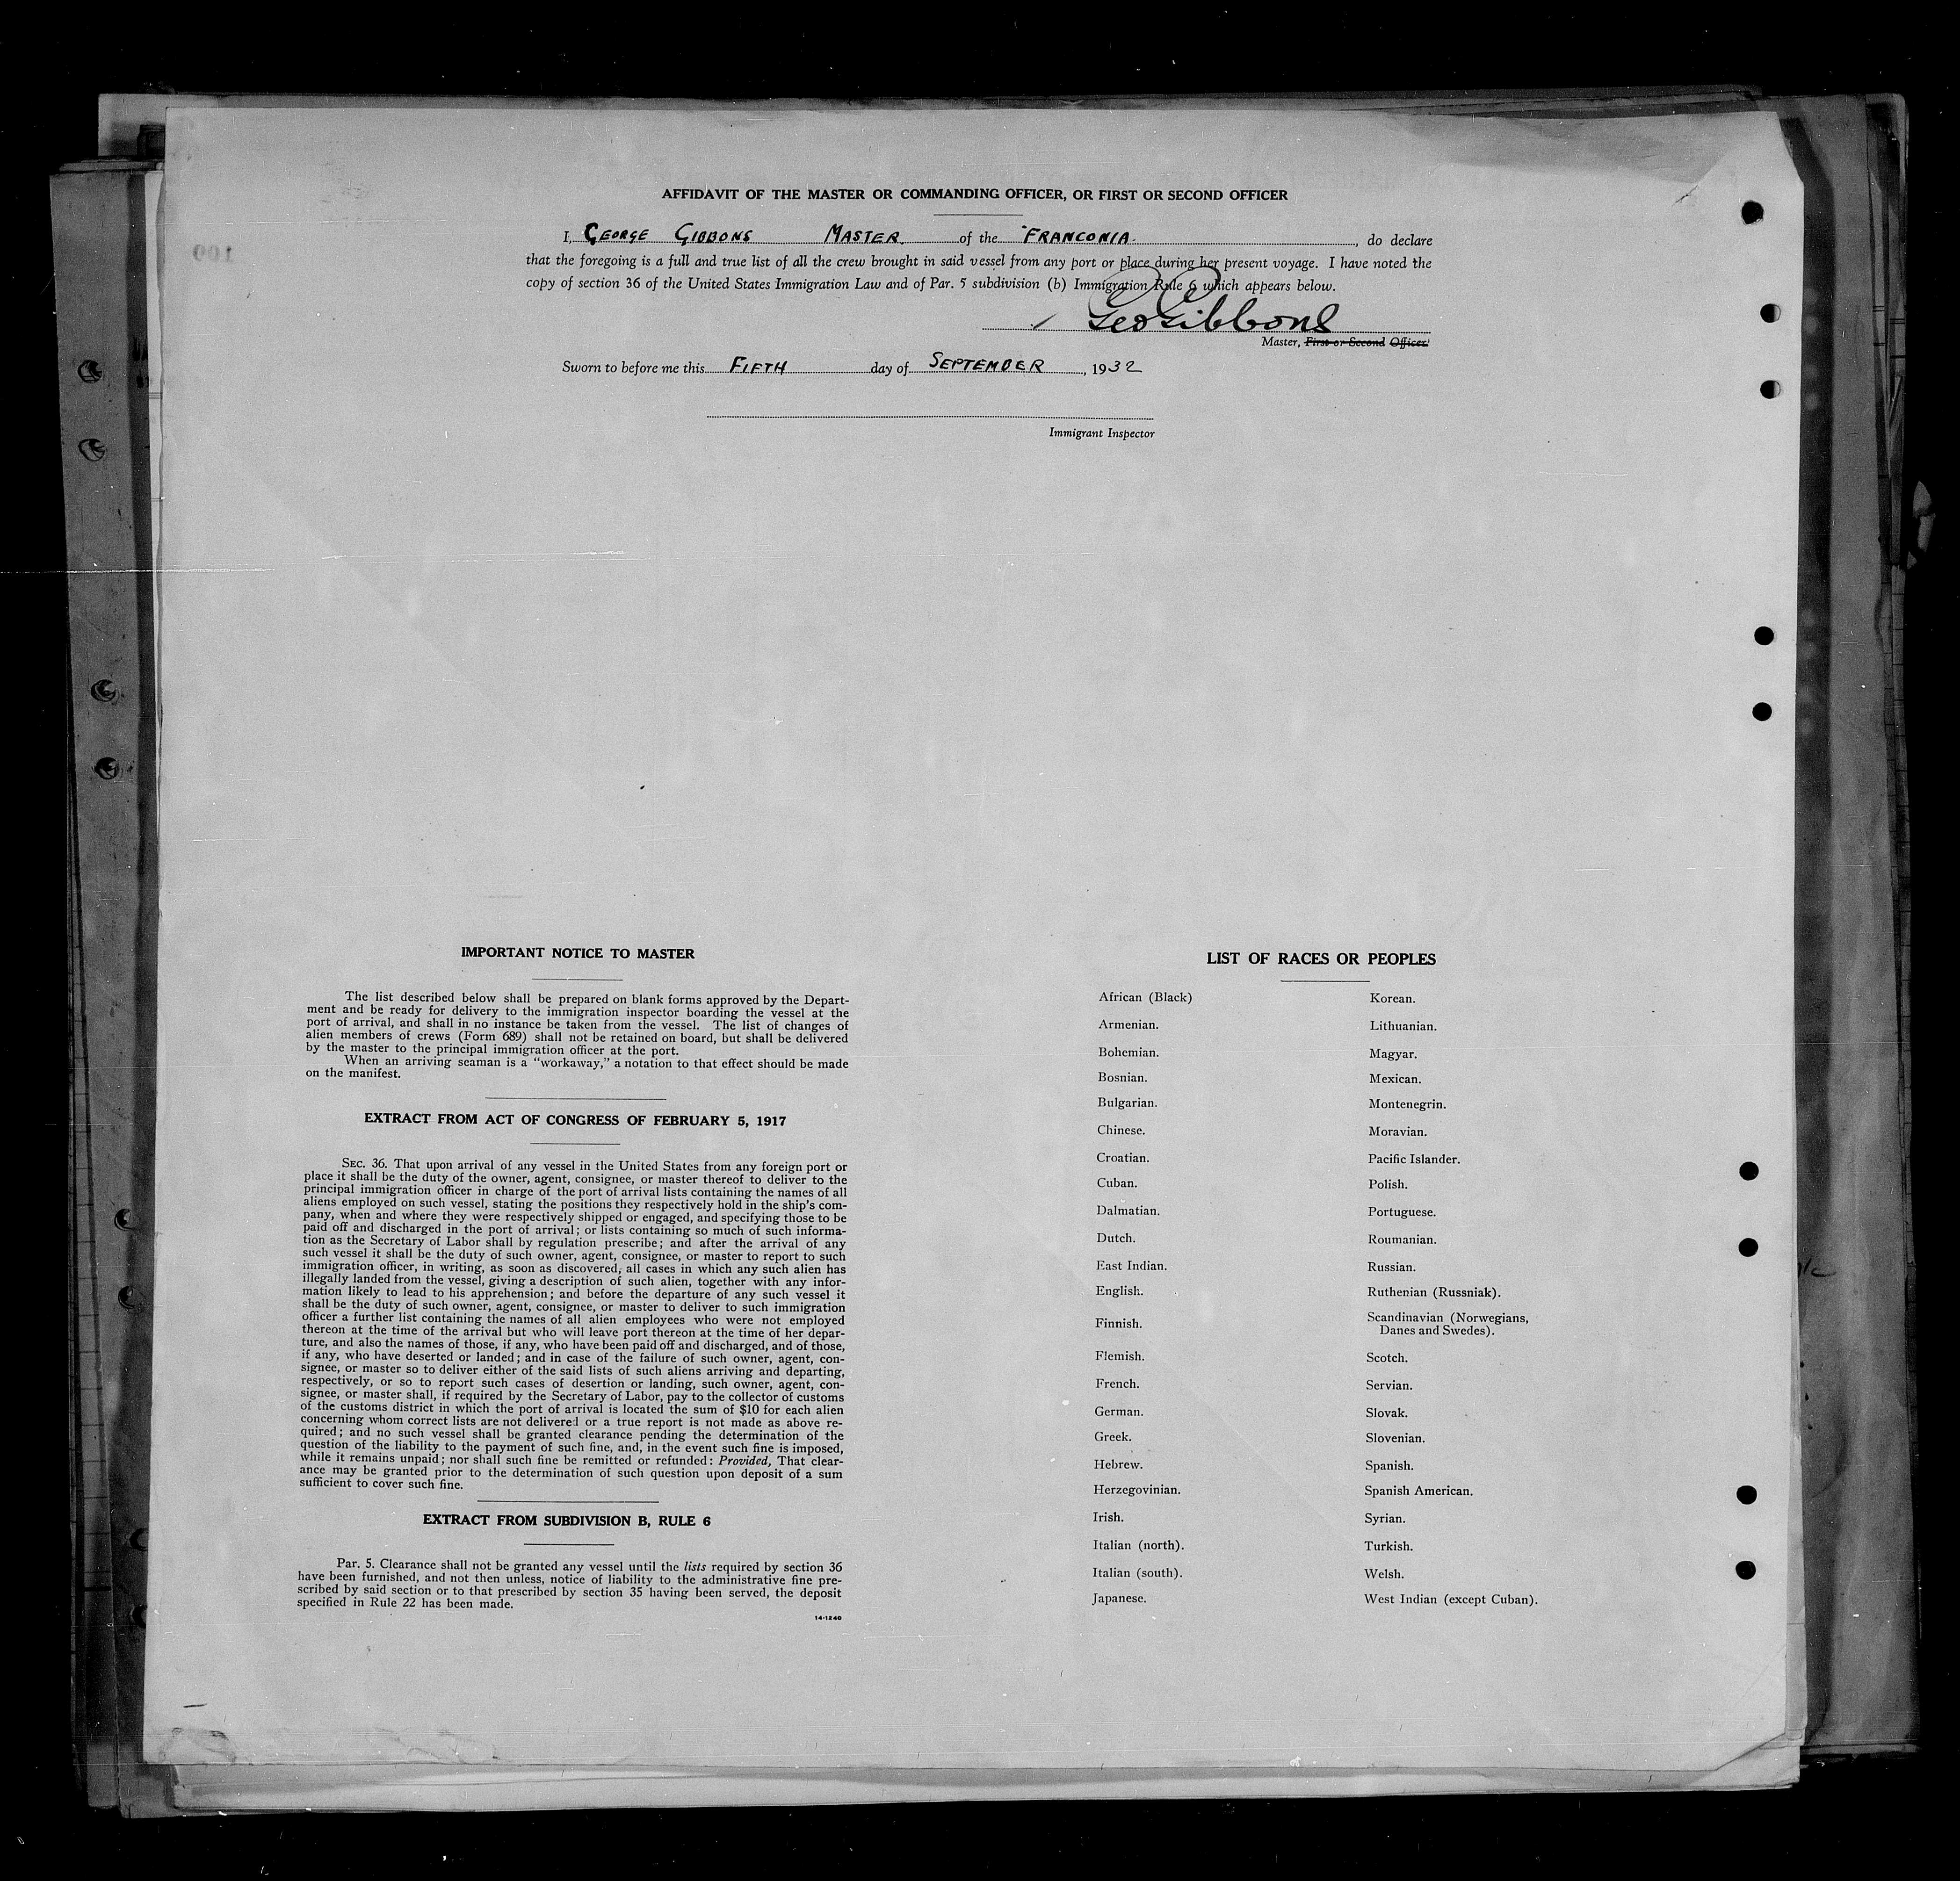 AFFIDAVIT OF THE MASTER OR COMMANDING OFFICER, OR FIRST OR SECOND OFFICER
I, GEORGE GIBBONS MASTER. of the "FRANCONIA., do declare
that the foregoing is a full and true list of all the crew brought in said vessel from any port or place during her present voyage. I have noted the
copy of section 36 of the United States Immigration Law and of Par. 5 subdivision (b) Immigration Rule 6 which appears below.
Geo Gibbons
Master, First or Second Officer.
Sworn to before me this FIFTH day of SEPTEMBER, 1932
Immigrant Inspector
IMPORTANT NOTICE TO MASTER
The list described below shall be prepared on blank forms approved by the Depart-
ment and be ready for delivery to the immigration inspector boarding the vessel at the
port of arrival, and shall in no instance be taken from the vessel. The list of changes of
alien members of crews (Form 689) shall not be retained on board, but shall be delivered
by the master to the principal immigration officer at the port.
When an arriving seaman is a "workaway," a notation to that effect should be made
on the manifest.
EXTRACT FROM ACT OF CONGRESS OF FEBRUARY 5, 1917
SEC. 36. That upon arrival of any vessel in the United States from any foreign port or
place it shall be the duty of the owner, agent, consignee, or master thereof to deliver to the
principal immigration officer in charge of the port of arrival lists containing the names of all
aliens employed on such vessel, stating the positions they respectively hold in the ship's com-
pany, when and where they were respectively shipped or engaged, and specifying those to be
paid off and discharged in the port of arrival; or lists containing so much of such informa-
tion as the Secretary of Labor shall by regulation prescribe; and after the arrival of any
such vessel it shall be the duty of such owner, agent, consignee, or master to report to such
immigration officer, in writing, as soon as discovered, all cases in which any such alien has
illegally landed from the vessel, giving a description of such alien, together with any infor-
mation likely to lead to his apprehension; and before the departure of any such vessel it
shall be the duty of such owner, agent, consignee, or master to deliver to such immigration
officer a further list containing the names of all alien employees who were not employed
thereon at the time of the arrival but who will leave port thereon at the time of her depar-
ture, and also the names of those, if any, who have been paid off and discharged, and of those,
if any, who have deserted or landed; and in case of the failure of such owner, agent, con-
signee, or master so to deliver either of the said lists of such aliens arriving and departing,
respectively, or so to report such cases of desertion or landing, such owner, agent, con-
signee, or master shall, if required by the Secretary of Labor, pay to the collector of customs
of the customs district in which the port of arrival is located the sum of $10 for each alien
concerning whom correct lists are not delivered or a true report is not made as above re-
quired; and no such vessel shall be granted clearance pending the determination of the
question of the liability to the payment of such fine, and, in the event such fine is imposed,
while it remains unpaid; nor shall such fine be remitted or refunded: Provided, That clear-
ance may be granted prior to the determination of such question upon deposit of a sum
sufficient to cover such fine.
EXTRACT FROM SUBDIVISION B, RULE 6
Par. 5. Clearance shall not be granted any vessel until the lists required by section 36
have been furnished, and not then unless, notice of liability to the administrative fine pre-
scribed by said section or to that prescribed by section 35 having been served, the deposit
specified in Rule 22 has been made.
14-1240
LIST OF RACES OR PEOPLES
African (Black)
Armenian.
Bohemian.
Bosnian.
Bulgarian.
Chinese.
Croatian.
Cuban.
Dalmatian.
Dutch.
East Indian.
English.
Finnish.
Flemish.
French.
German.
Greek.
Hebrew.
Herzegovinian.
Irish.
Italian (north).
Italian (south).
Japanese.
Korean.
Lithuanian.
Magyar.
Mexican.
Montenegrin.
Moravian.
Pacific Islander.
Polish.
Portuguese.
Roumanian.
Russian.
Ruthenian (Russniak).
Scandinavian (Norwegians,
Danes and Swedes).
Scotch.
Servian.
Slovak.
Slovenian.
Spanish.
Spanish American.
Syrian.
Turkish.
Welsh.
West Indian (except Cuban).